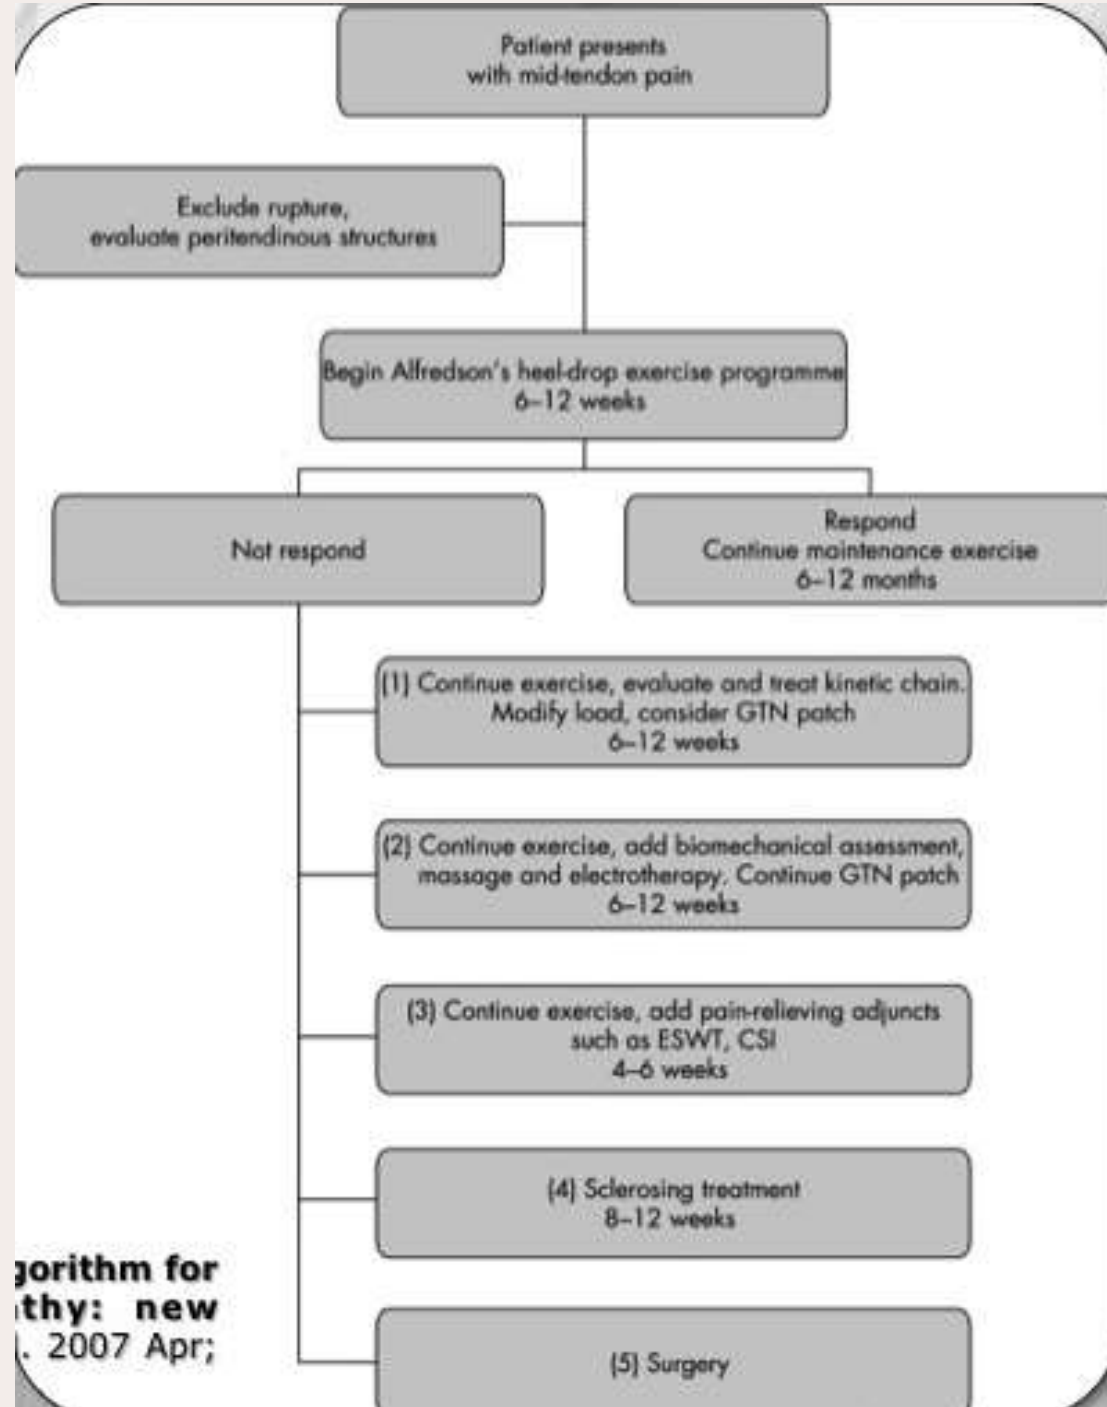 Patient presents
with mid-tendon pain
Exclude rupture,
evaluate peritendinous structures
Begin Alfredson's heel-drop exercise programme
6–12 weeks
Not respond
Respond
Continue maintenance exercise
6–12 months
(1) Continue exercise, evaluate and treat kinetic chain.
Modify load, consider GTN patch
6–12 weeks
(2) Continue exercise, add biomechanical assessment,
massage and electrotherapy. Continue GTN patch
6–12 weeks
(3) Continue exercise, add pain-relieving adjuncts
such as ESWT, CSI
4–6 weeks
(4) Sclerosing treatment
8–12 weeks
(5) Surgery
gorithm for
thy: new
. 2007 Apr;